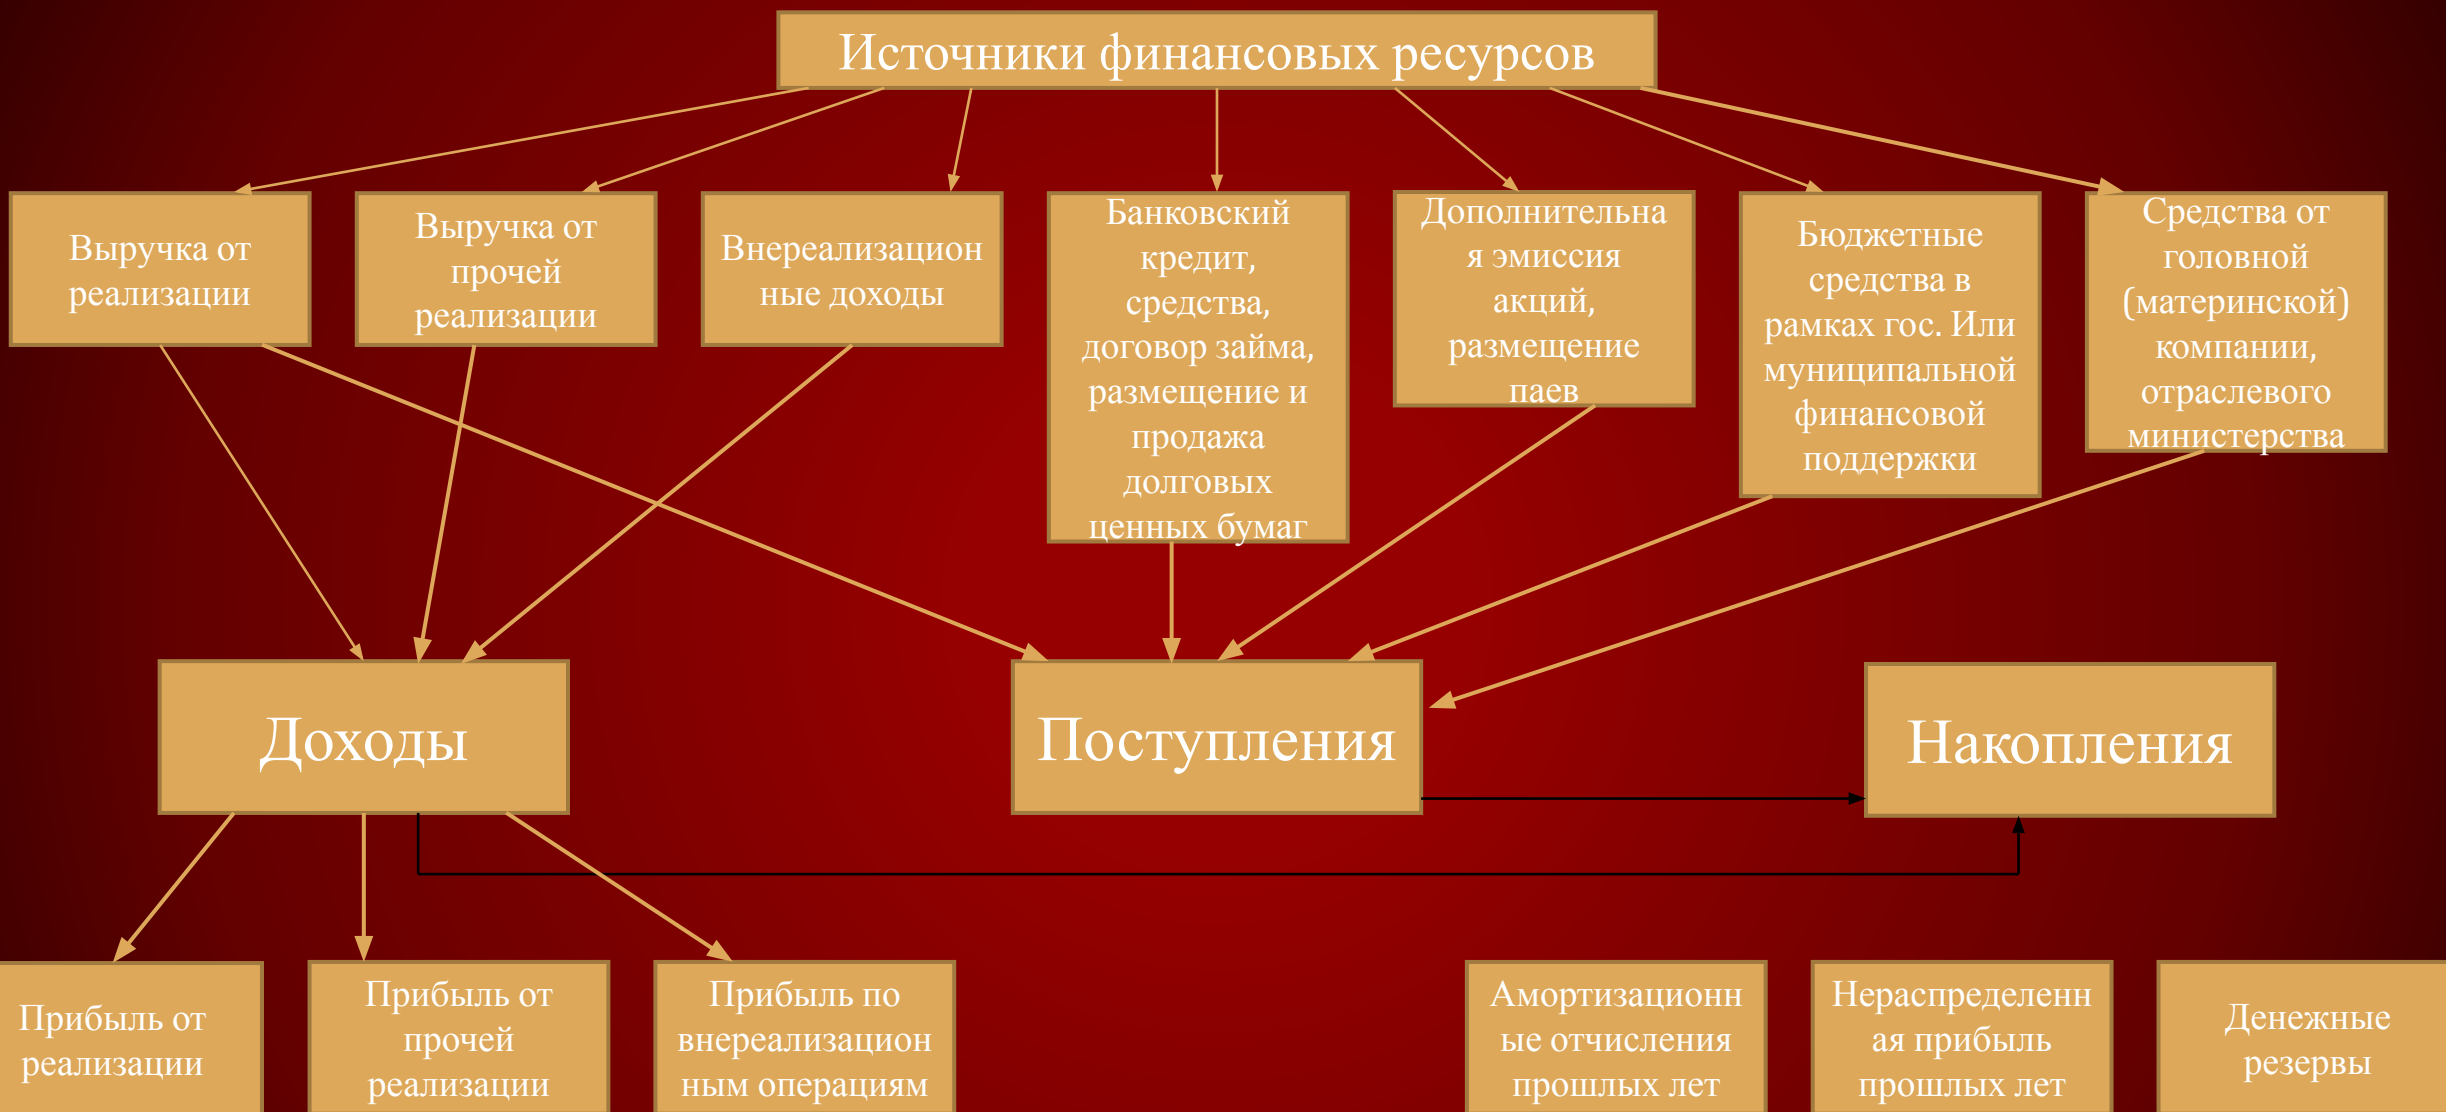 Источники финансовых ресурсов
Выручка от
реализации
Выручка от
прочей
реализации
Внереализацион
ные доходы
Банковский
кредит,
средства,
договор займа,
размещение и
продажа
долговых
ценных бумаг
Дополнительна
я эмиссия
акций,
размещение
паев
Бюджетные
средства в
рамках гос. Или
муниципальной
финансовой
поддержки
Средства от
головной
(материнской)
компании,
отраслевого
министерства
Доходы
Поступления
Накопления
Прибыль от
реализации
Прибыль от
прочей
реализации
Прибыль по
внереализацион
ным операциям
Амортизационн
ые отчисления
прошлых лет
Нераспределенн
ая прибыль
прошлых лет
Денежные
резервы